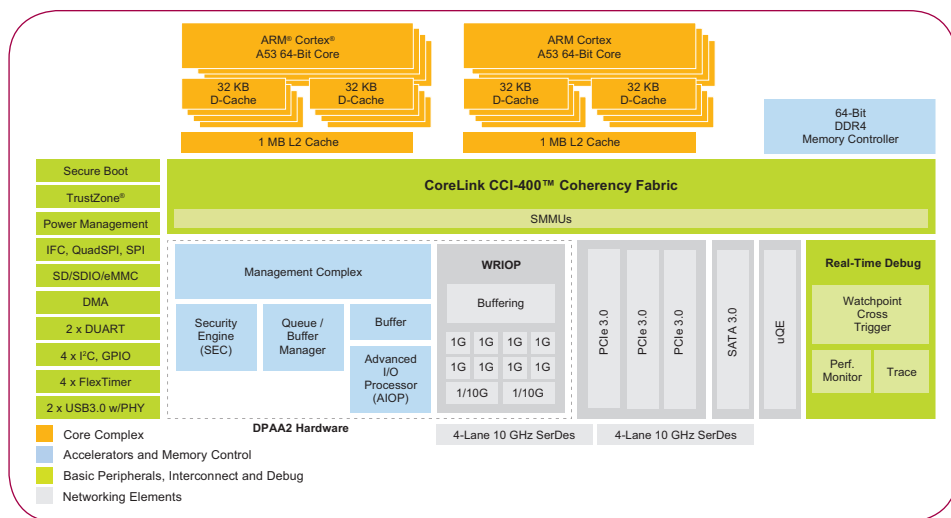 ARM® Cortex®
A53 64-Bit Core
32 KB
D-Cache
32 KB
D-Cache
1 MB L2 Cache
ARM Cortex
A53 64-Bit Core
32 KB
D-Cache
32 KB
D-Cache
1 MB L2 Cache
64-Bit
DDR4
Memory Controller
Secure Boot
TrustZone®
Power Management
IFC, QuadSPI, SPI
SD/SDIO/eMMC
DMA
2 x DUART
4 x I²C, GPIO
4 x FlexTimer
2 x USB3.0 w/PHY
CoreLink CCI-400™ Coherency Fabric
SMMUs
Management Complex
Security
Engine
(SEC)
Queue /
Buffer
Manager
Buffer
Advanced
I/O
Processor
(AIOP)
DPAA2 Hardware
WRIOP
Buffering
1G 1G 1G 1G
1G 1G 1G 1G
1/10G 1/10G
PCIe 3.0
PCIe 3.0
PCIe 3.0
SATA 3.0
uQE
Real-Time Debug
Watchpoint
Cross
Trigger
Perf.
Monitor
Trace
4-Lane 10 GHz SerDes
4-Lane 10 GHz SerDes
Core Complex
Accelerators and Memory Control
Basic Peripherals, Interconnect and Debug
Networking Elements